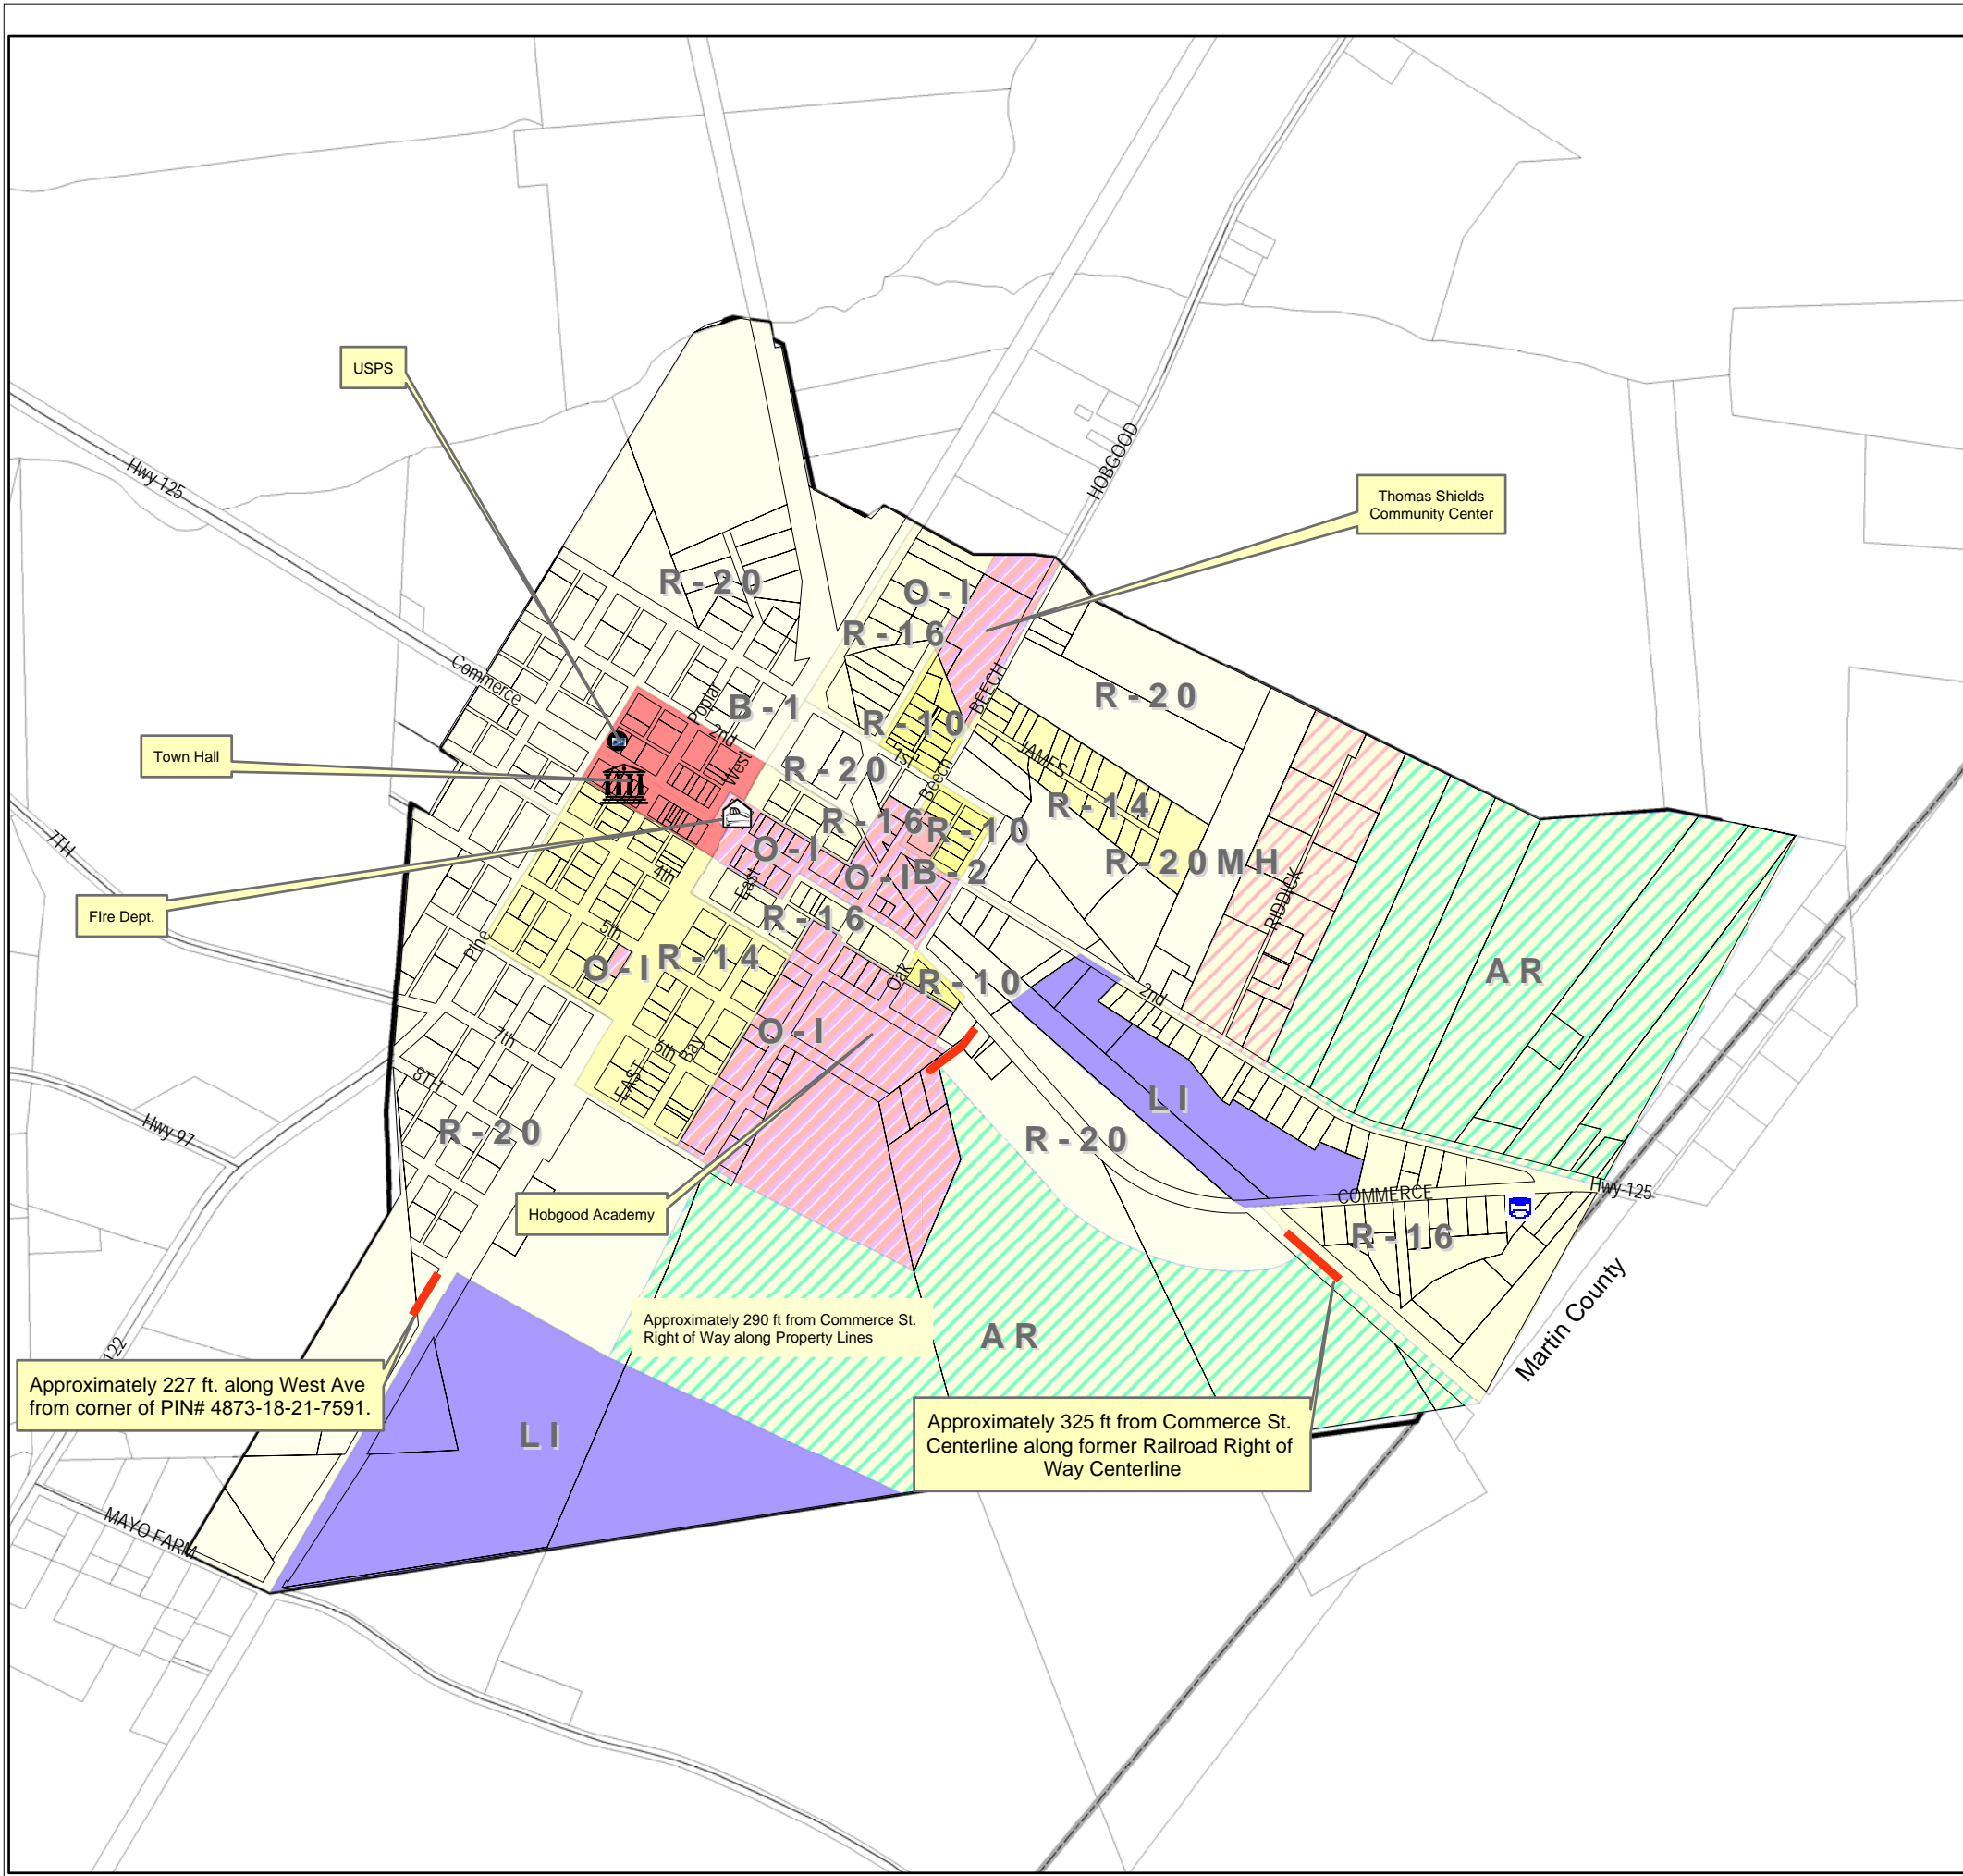 USPS
Hwy 125
HOBGOOD
Thomas Shields
Community Center
R - 20
O - I
R - 16
Commerce
BEECH
R - 20
Poplar
B - 1
2nd
R - 10
Town Hall
West
R - 20
1st
Beech
JAMES
R - 14
R - 16
R - 10
7TH
O - I
R - 20 MH
4th
East
O - I
B - 2
FIre Dept.
RIDDICK
R - 16
5th
Pine
O - I
R - 14
Oak
R - 10
A R
2nd
O - I
7th
6th
Bay
8TH
EAST
L I
Hwy 97
R - 20
R - 20
COMMERCE
Hwy 125
Hobgood Academy
R - 16
Martin County
Approximately 290 ft from Commerce St.
Right of Way along Property Lines
A R
122
Approximately 227 ft. along West Ave
from corner of PIN# 4873-18-21-7591.
L I
Approximately 325 ft from Commerce St.
Centerline along former Railroad Right of
Way Centerline
MAYO FARM